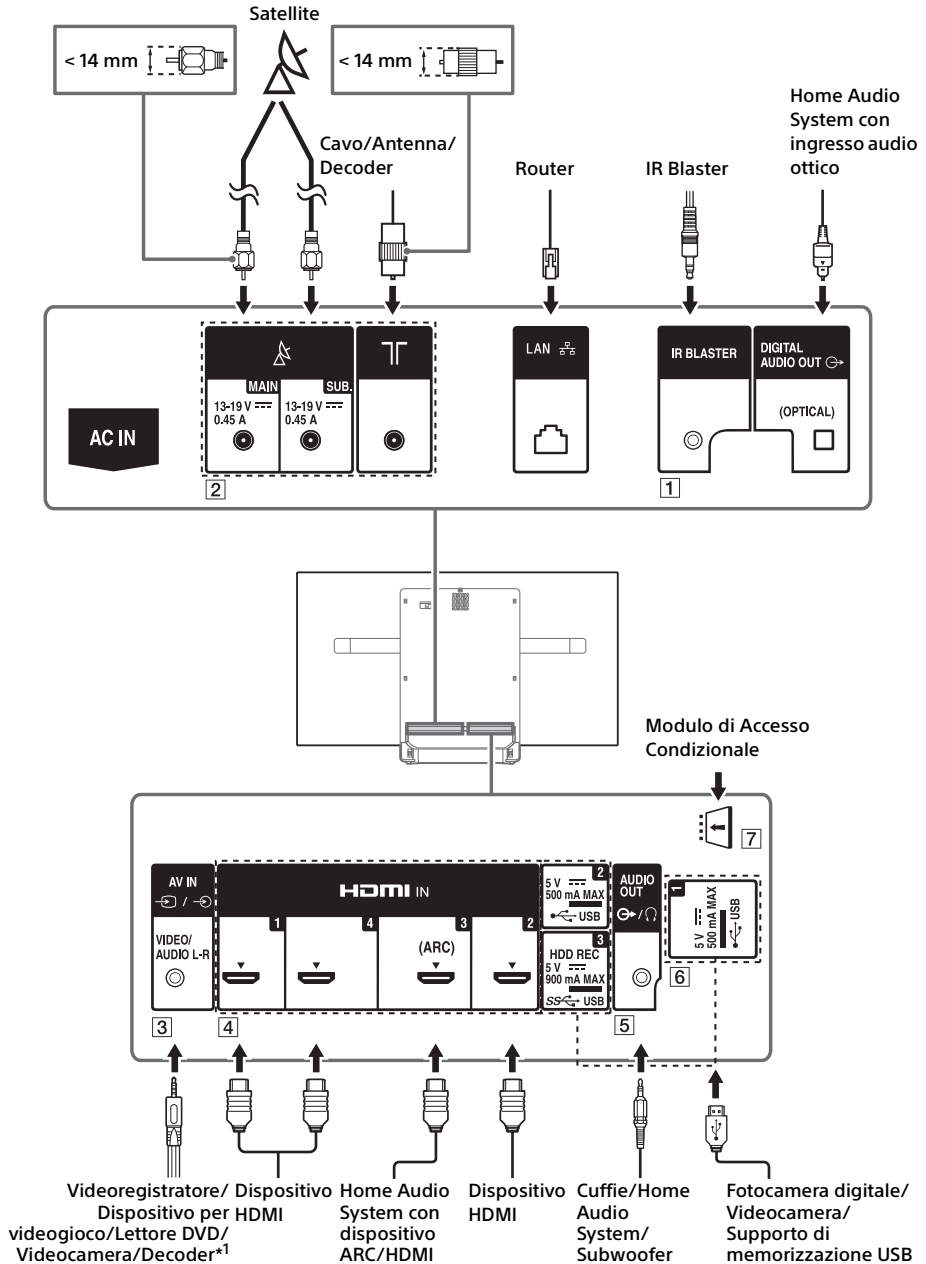 Satellite
< 14 mm
< 14 mm
Cavo/Antenna/
Decoder
Router
IR Blaster
Home Audio
System con
ingresso audio
ottico
AC IN
MAIN
13-19 V
0.45 A
SUB.
13-19 V
0.45 A
2
LAN
IR BLASTER
1
DIGITAL
AUDIO OUT
(OPTICAL)
Modulo di Accesso
Condizionale
7
AV IN
/
VIDEO/
AUDIO L-R
3
HDMI IN
1
4
3
(ARC)
2
4
2
5 V
500 mA MAX
USB
3
HDD REC
5 V
900 mA MAX
SS USB
AUDIO
OUT
/
5
1
5 V
500 mA MAX
USB
6
Videoregistratore/
Dispositivo per
videogioco/Lettore DVD/
Videocamera/Decoder*1
Dispositivo
HDMI
Home Audio
System con
dispositivo
ARC/HDMI
Dispositivo
HDMI
Cuffie/Home
Audio
System/
Subwoofer
Fotocamera digitale/
Videocamera/
Supporto di
memorizzazione USB